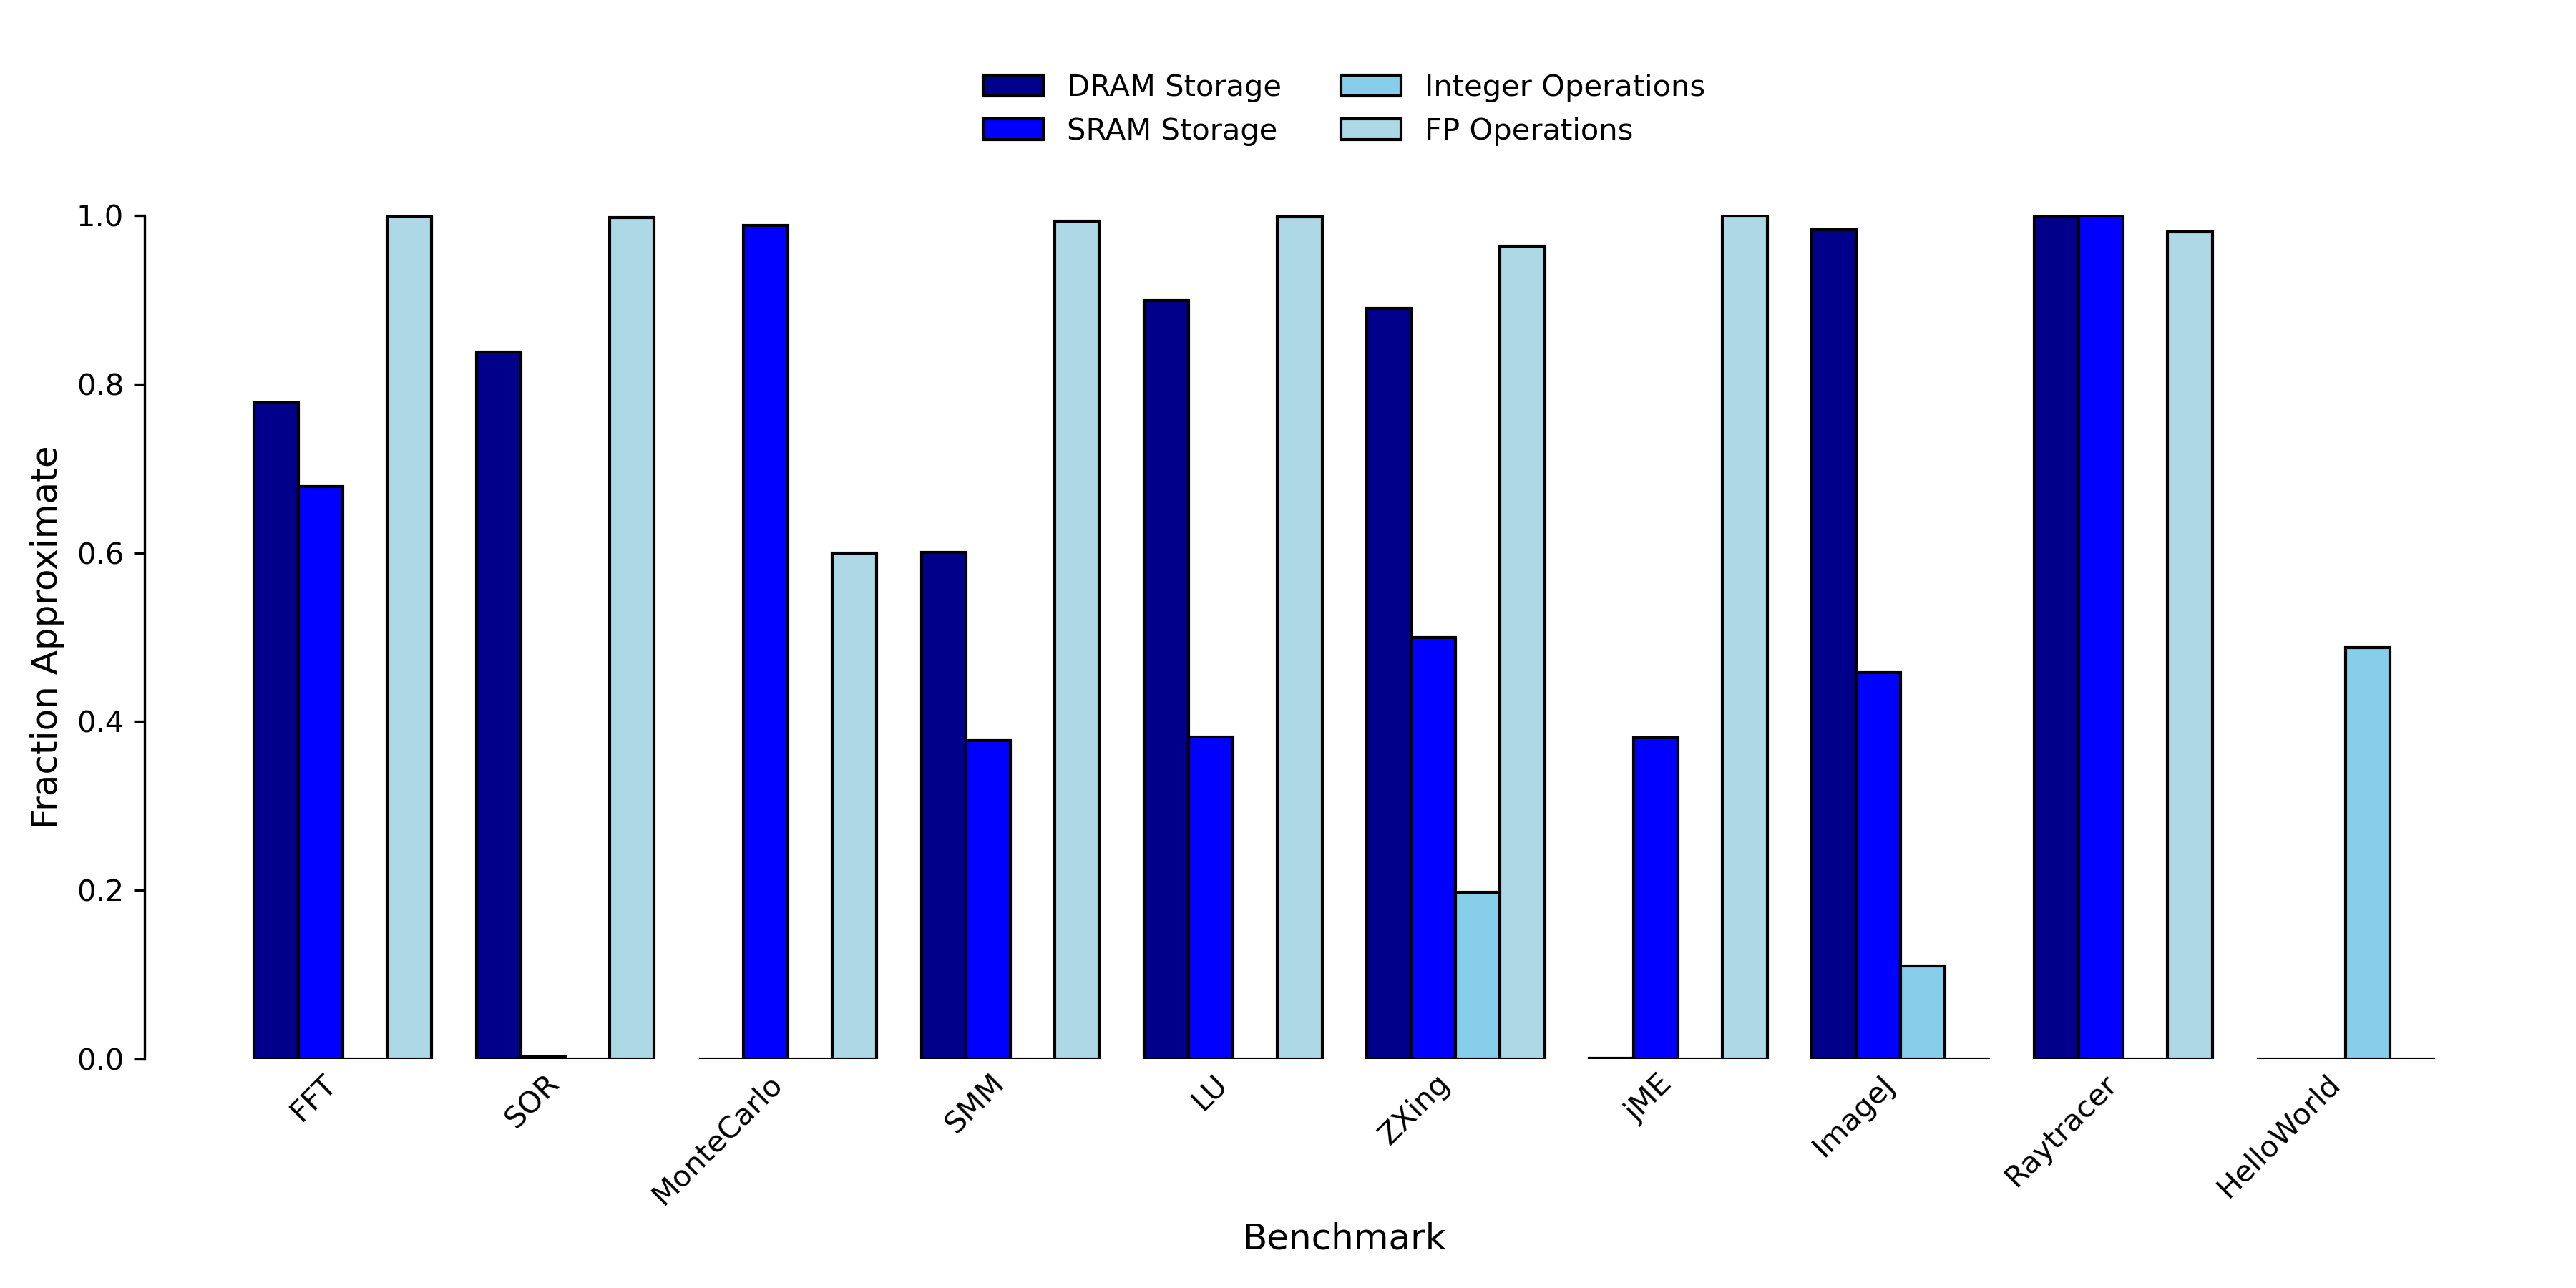 DRAM Storage
SRAM Storage
Integer Operations
FP Operations
Fraction Approximate
1.0
0.8
0.6
0.4
0.2
0.0
FFT
SOR
MonteCarlo
SMM
LU
ZXing
jME
ImageJ
Raytracer
HelloWorld
Benchmark